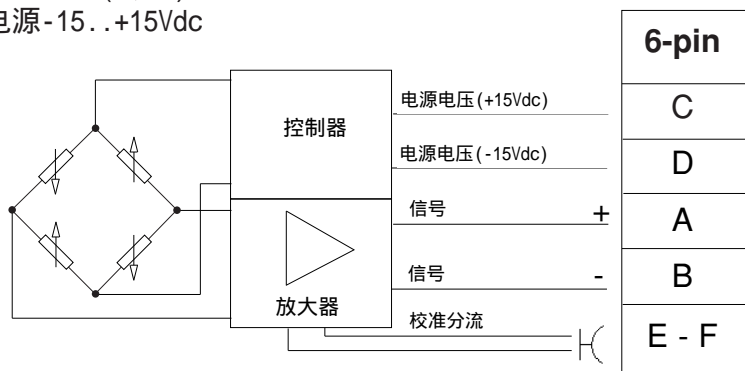 电源-15..+15Vdc
6-pin
控制器
电源电压(+15Vdc)
C
电源电压(-15Vdc)
D
信号 +
A
信号 -
B
放大器
校准分流
E - F